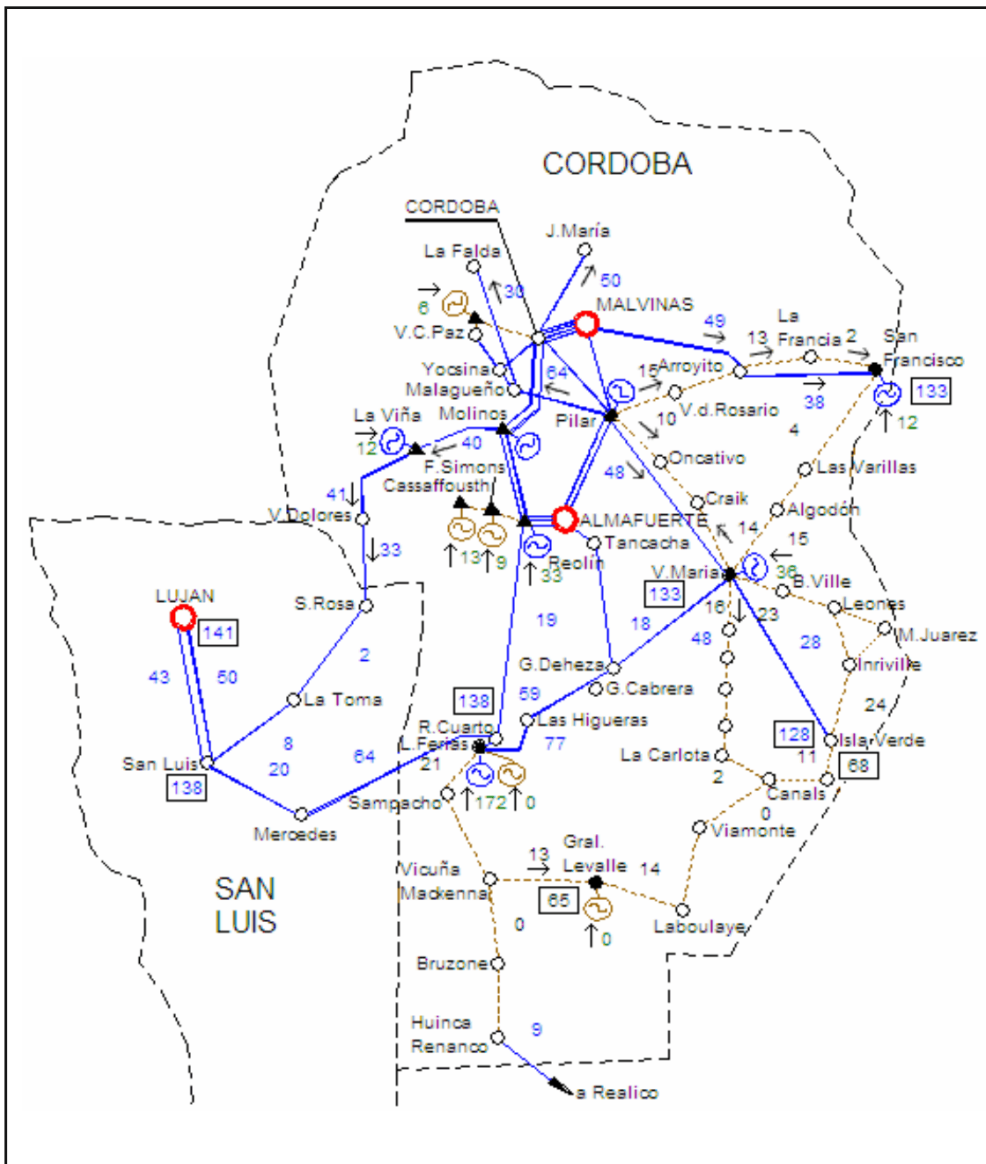 CORDOBA
CORDOBA
J.María
La Falda
30
50
6
MALVINAS
V.C.Paz
49
13
La
Francia
2
San
Francisco
Yocsina
64
15
Arroyito
Malagueño
38
133
La Viña
Molinos
Pilar
V.d.Rosario
12
12
40
10
4
F.Simons
Oncativo
Las Varillas
Cassaffousth
48
41
Craik
Algodón
V.Dolores
ALMAFUERTE
14
15
13
9
Reolín
Tancacha
33
33
V.Maria
36
B.Ville
LUJAN
S.Rosa
133
16
23
Leones
141
19
18
48
28
M.Juarez
43
50
2
G.Deheza
Inriville
La Toma
G.Cabrera
24
138
59
R.Cuarto
Las Higueras
128
Isla Verde
8
64
L.Ferias
77
La Carlota
11
San Luis
20
21
2
68
138
Sampacho
172
0
Canals
0
Mercedes
Viamonte
Gral.
Levalle
13
14
Vicuña
Mackenna
SAN
LUIS
65
0
0
Laboulaye
Bruzone
Huinca
Renanco
9
a Realico